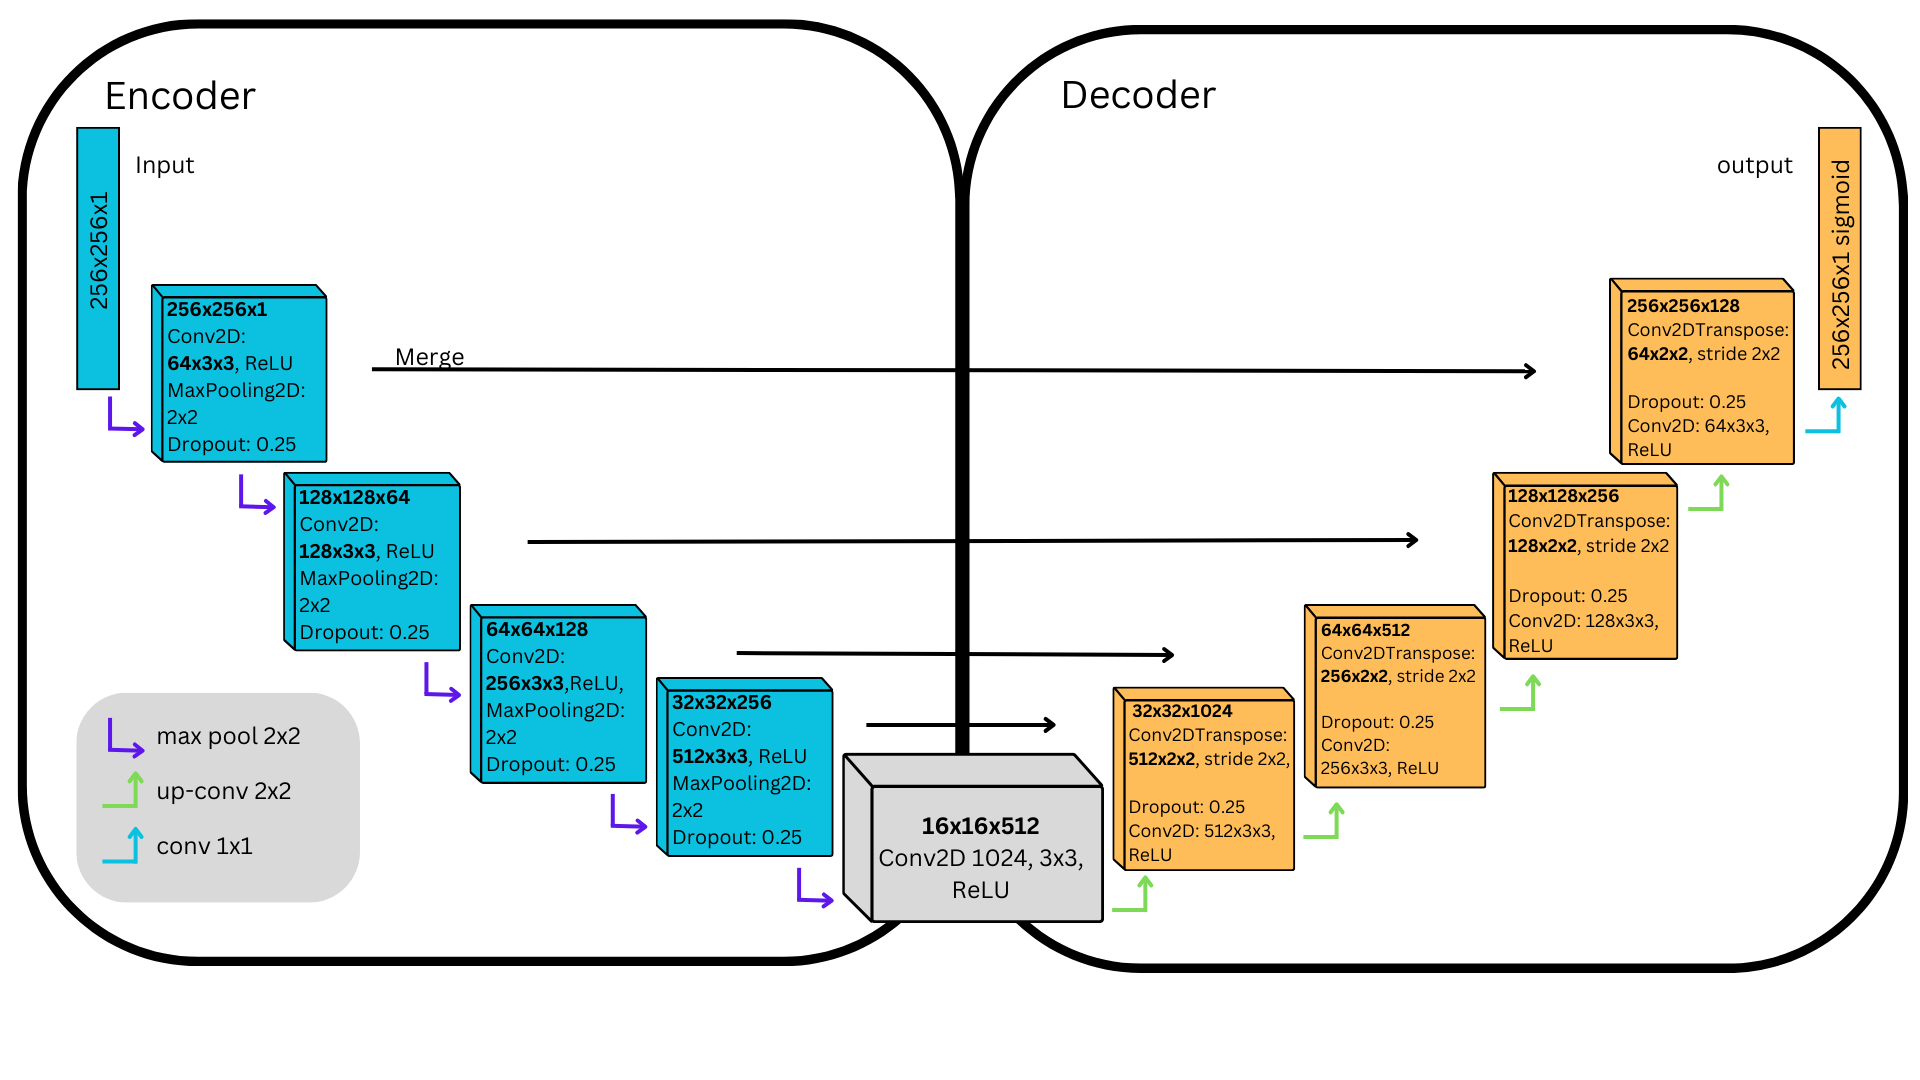 Encoder
Input
256x256x1
256x256x1
Conv2D:
64x3x3, ReLU
MaxPooling2D:
2x2
Dropout: 0.25
Merge
128x128x64
Conv2D:
128x3x3, ReLU
MaxPooling2D:
2x2
Dropout: 0.25
64x64x128
Conv2D:
256x3x3,ReLU,
MaxPooling2D:
2x2
Dropout: 0.25
32x32x256
Conv2D:
512x3x3, ReLU
MaxPooling2D:
2x2
Dropout: 0.25
max pool 2x2
up-conv 2x2
conv 1x1
16x16x512
Conv2D 1024, 3x3,
ReLU
Decoder
32x32x1024
Conv2DTranspose:
512x2x2, stride 2x2,
Dropout: 0.25
Conv2D: 512x3x3,
ReLU
64x64x512
Conv2DTranspose:
256x2x2, stride 2x2
Dropout: 0.25
Conv2D:
256x3x3, ReLU
128x128x256
Conv2DTranspose:
128x2x2, stride 2x2
Dropout: 0.25
Conv2D: 128x3x3,
ReLU
256x256x128
Conv2DTranspose:
64x2x2, stride 2x2
Dropout: 0.25
Conv2D: 64x3x3,
ReLU
output
256x256x1 sigmoid